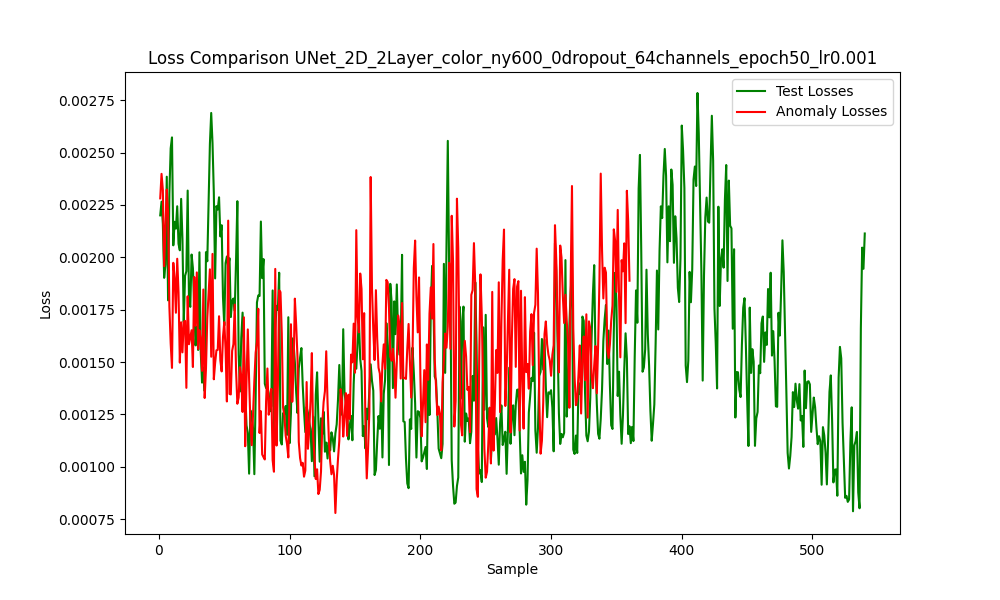 Loss Comparison UNet_2D_2Layer_color_ny600_0dropout_64channels_epoch50_lr0.001
Test Losses
Anomaly Losses
Loss
0.00275
0.00250
0.00225
0.00200
0.00175
0.00150
0.00125
0.00100
0.00075
0 100 200 300 400 500
Sample